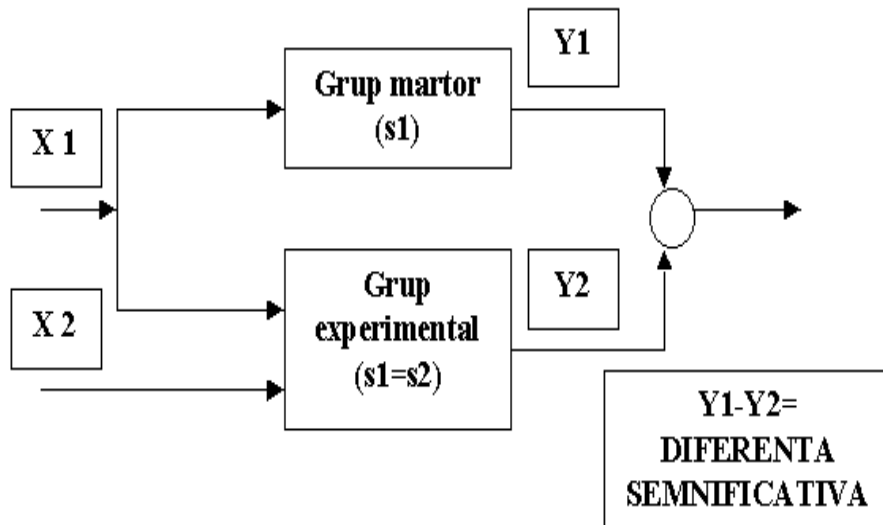 Y1
Grup martor
(s1)
X 1
X 2
Grup
experimental
(s1=s2)
Y2
Y1-Y2=
DIFERENTA
SEMNIFICATIVA